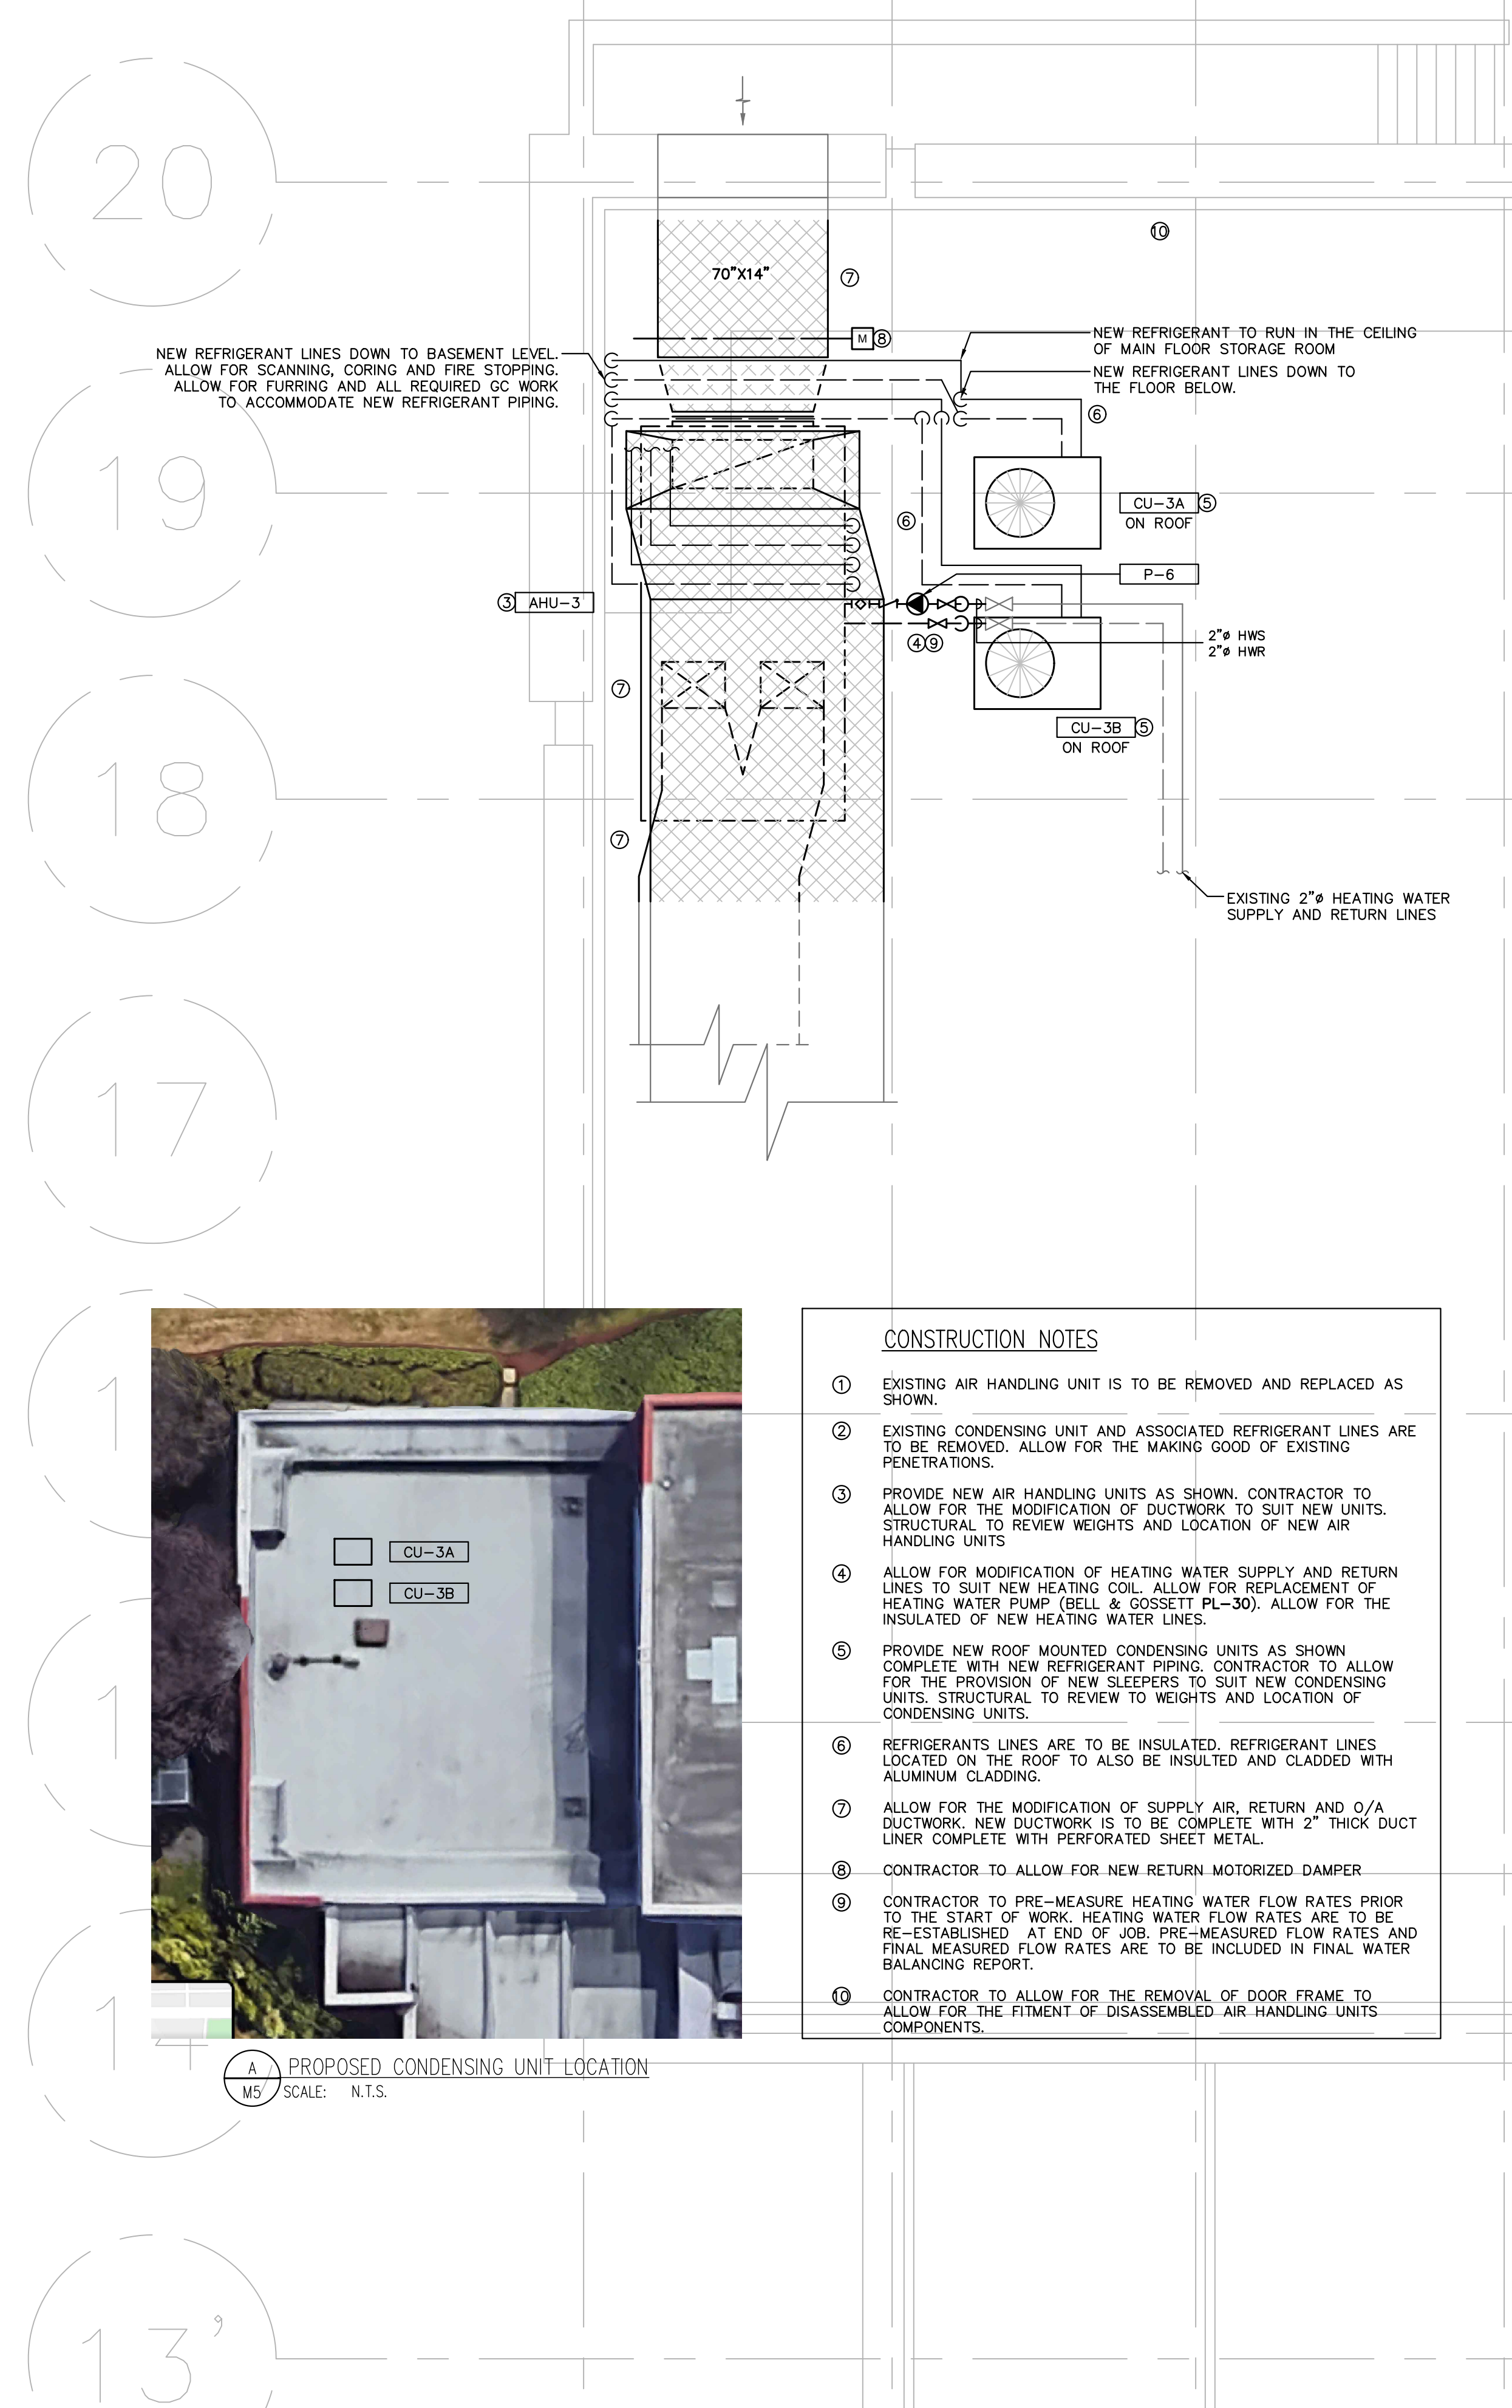 20
⑩
70"X14"
⑦
M
⑧
NEW REFRIGERANT TO RUN IN THE CEILING
OF MAIN FLOOR STORAGE ROOM
NEW REFRIGERANT LINES DOWN TO BASEMENT LEVEL.
ALLOW FOR SCANNING, CORING AND FIRE STOPPING.
ALLOW FOR FURRING AND ALL REQUIRED GC WORK
TO ACCOMMODATE NEW REFRIGERANT PIPING.
NEW REFRIGERANT LINES DOWN TO
THE FLOOR BELOW.
⑥
19
CU-3A
⑤
ON ROOF
⑥
P-6
③
AHU-3
2"ø HWS
2"ø HWR
④⑨
⑦
CU-3B
⑤
ON ROOF
18
⑦
EXISTING 2"ø HEATING WATER
SUPPLY AND RETURN LINES
17
CONSTRUCTION NOTES
① EXISTING AIR HANDLING UNIT IS TO BE REMOVED AND REPLACED AS
SHOWN.
② EXISTING CONDENSING UNIT AND ASSOCIATED REFRIGERANT LINES ARE
TO BE REMOVED. ALLOW FOR THE MAKING GOOD OF EXISTING
PENETRATIONS.
③ PROVIDE NEW AIR HANDLING UNITS AS SHOWN. CONTRACTOR TO
ALLOW FOR THE MODIFICATION OF DUCTWORK TO SUIT NEW UNITS.
STRUCTURAL TO REVIEW WEIGHTS AND LOCATION OF NEW AIR
HANDLING UNITS
④ ALLOW FOR MODIFICATION OF HEATING WATER SUPPLY AND RETURN
LINES TO SUIT NEW HEATING COIL. ALLOW FOR REPLACEMENT OF
HEATING WATER PUMP (BELL & GOSSETT PL-30). ALLOW FOR THE
INSULATED OF NEW HEATING WATER LINES.
⑤ PROVIDE NEW ROOF MOUNTED CONDENSING UNITS AS SHOWN
COMPLETE WITH NEW REFRIGERANT PIPING. CONTRACTOR TO ALLOW
FOR THE PROVISION OF NEW SLEEPERS TO SUIT NEW CONDENSING
UNITS. STRUCTURAL TO REVIEW TO WEIGHTS AND LOCATION OF
CONDENSING UNITS.
⑥ REFRIGERANTS LINES ARE TO BE INSULATED. REFRIGERANT LINES
LOCATED ON THE ROOF TO ALSO BE INSULTED AND CLADDED WITH
ALUMINUM CLADDING.
⑦ ALLOW FOR THE MODIFICATION OF SUPPLY AIR, RETURN AND O/A
DUCTWORK. NEW DUCTWORK IS TO BE COMPLETE WITH 2" THICK DUCT
LINER COMPLETE WITH PERFORATED SHEET METAL.
⑧ CONTRACTOR TO ALLOW FOR NEW RETURN MOTORIZED DAMPER
⑨ CONTRACTOR TO PRE-MEASURE HEATING WATER FLOW RATES PRIOR
TO THE START OF WORK. HEATING WATER FLOW RATES ARE TO BE
RE-ESTABLISHED AT END OF JOB. PRE-MEASURED FLOW RATES AND
FINAL MEASURED FLOW RATES ARE TO BE INCLUDED IN FINAL WATER
BALANCING REPORT.
⑩ CONTRACTOR TO ALLOW FOR THE REMOVAL OF DOOR FRAME TO
ALLOW FOR THE FITMENT OF DISASSEMBLED AIR HANDLING UNITS
COMPONENTS.
CU-3A
CU-3B
A
M5
PROPOSED CONDENSING UNIT LOCATION
SCALE: N.T.S.
13'